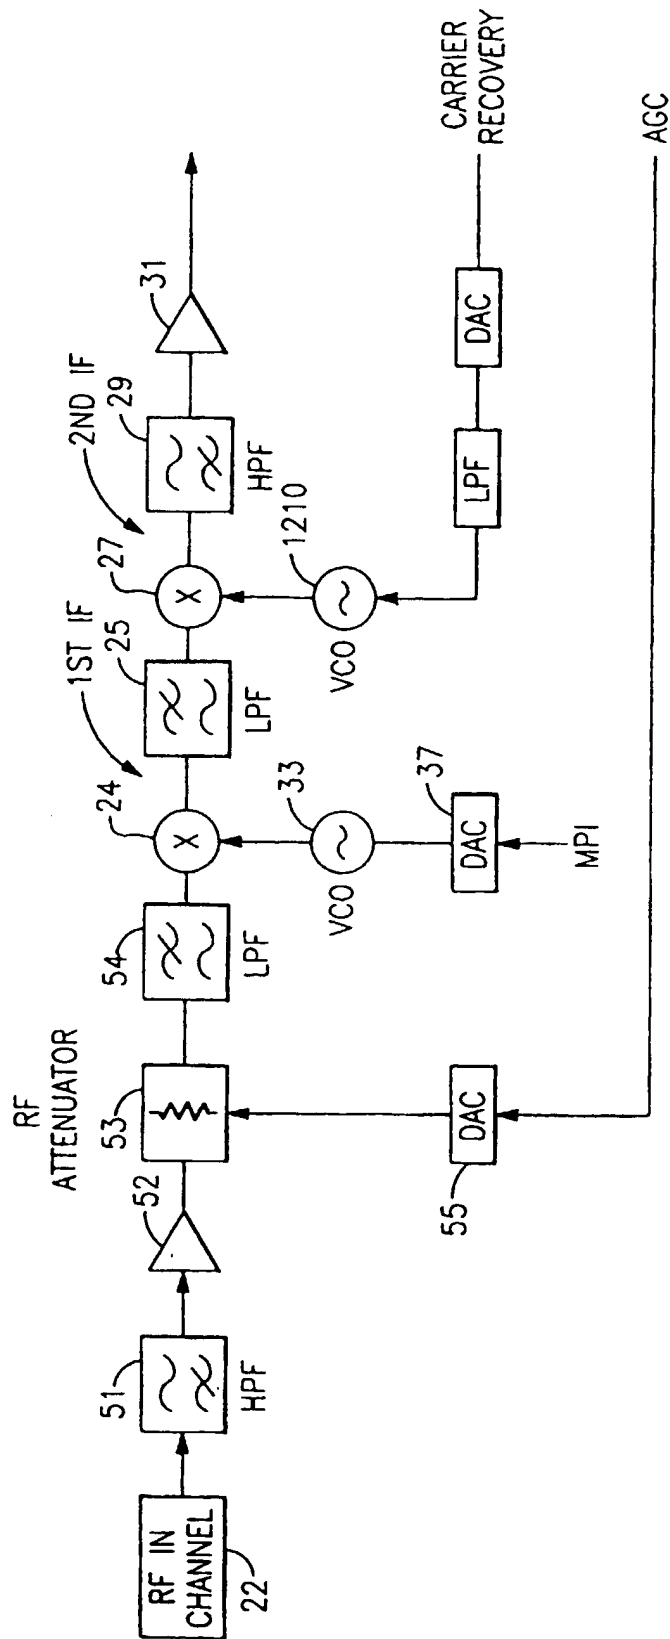 RF IN
CHANNEL
22
51
HPF
52
RF
ATTENUATOR
53
DAC
55
54
LPF
24
X
1ST IF
VCO
33
DAC
37
MPI
25
LPF
27
X
2ND IF
VCO
1210
29
HPF
31
LPF
DAC
CARRIER
RECOVERY
AGC